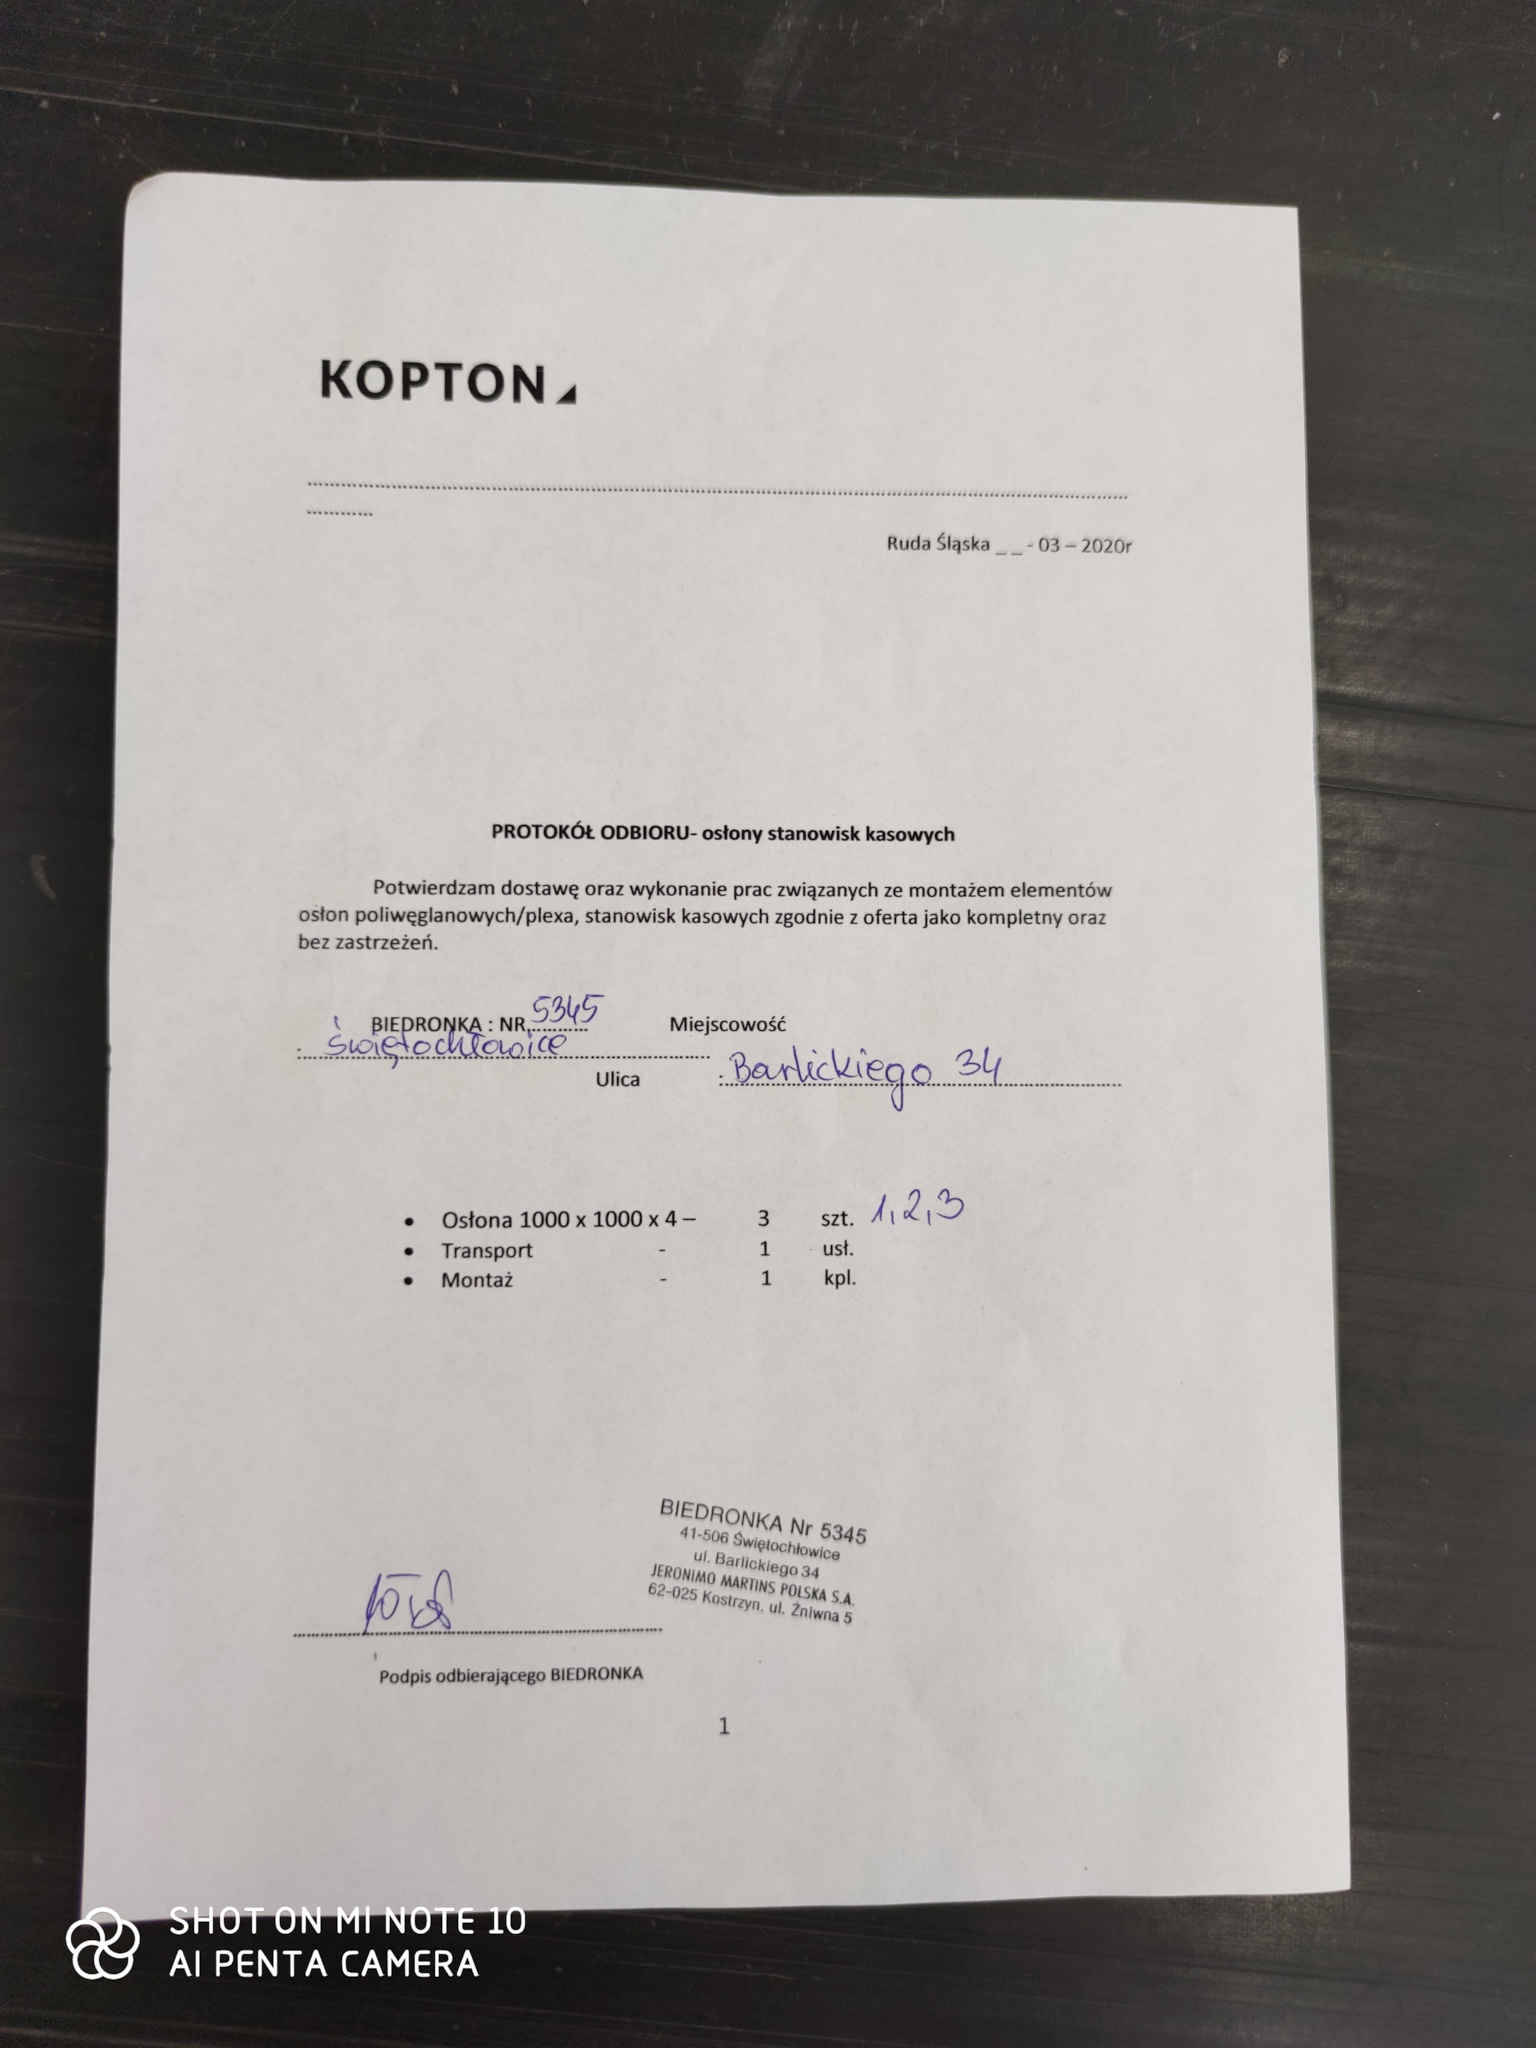 KOPTON
Ruda Śląska _ _ - 03 – 2020r
PROTOKÓŁ ODBIORU- osłony stanowisk kasowych
Potwierdzam dostawę oraz wykonanie prac związanych ze montażem elementów
osłon poliwęglanowych/plexa, stanowisk kasowych zgodnie z oferta jako kompletny oraz
bez zastrzeżeń.
BIEDRONKA : NR 5345 Miejscowość
: Świętochłowice
Ulica : Barlickiego 34
• Osłona 1000 x 1000 x 4 – 3 szt. 1,2,3
• Transport - 1 usł.
• Montaż - 1 kpl.
BIEDRONKA Nr 5345
41-506 Świętochłowice
ul. Barlickiego 34
JERONIMO MARTINS POLSKA S.A.
62-025 Kostrzyn, ul. Żniwna 5
Podpis odbierającego BIEDRONKA
1
SHOT ON MI NOTE 10
AI PENTA CAMERA